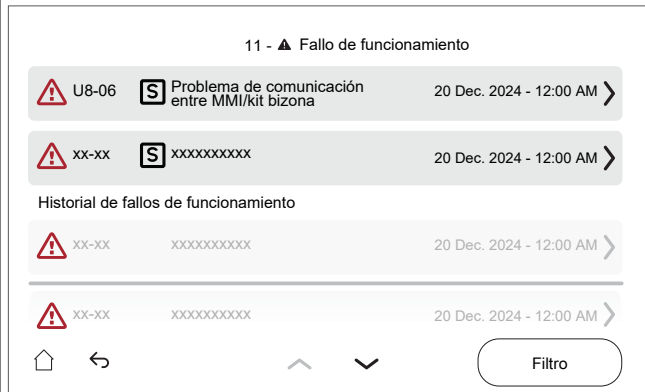 11 - Fallo de funcionamiento
U8-06 S Problema de comunicación
entre MMI/kit bizona 20 Dec. 2024 - 12:00 AM
xx-xx S xxxxxxxxxx 20 Dec. 2024 - 12:00 AM
Historial de fallos de funcionamiento
xx-xx xxxxxxxxxx 20 Dec. 2024 - 12:00 AM
xx-xx xxxxxxxxxx 20 Dec. 2024 - 12:00 AM
Filtro